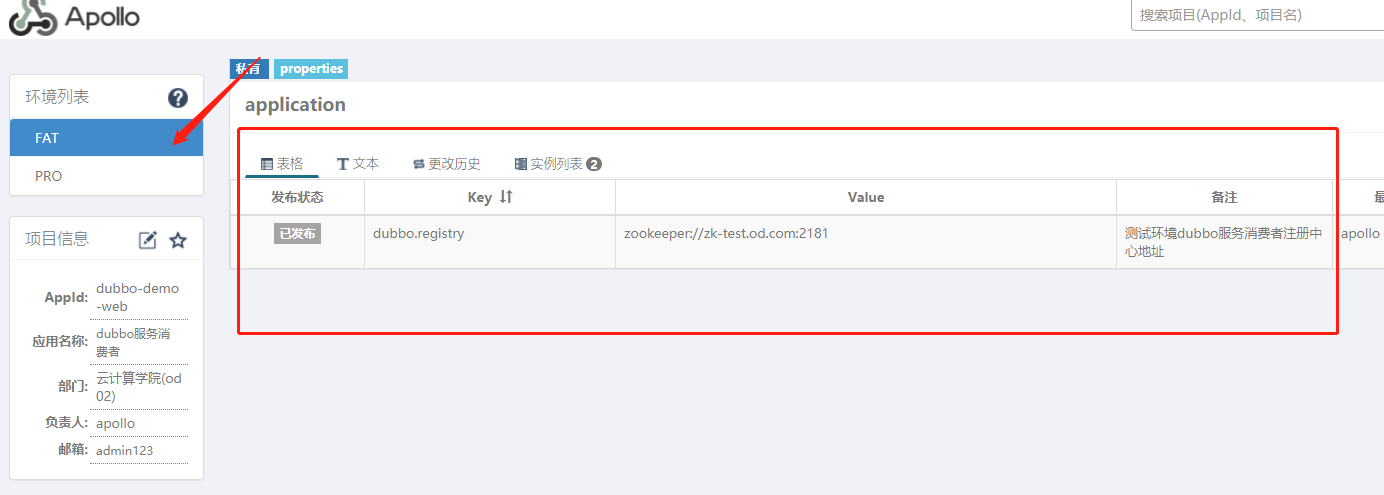 Apollo
搜索项目(AppId、项目名)
环境列表
FAT
PRO
项目信息
AppId: dubbo-demo
-web
应用名称: dubbo服务消
费者
部门: 云计算学院(od
02)
负责人: apollo
邮箱: admin123
私有 properties
application
表格 文本 更改历史 实例列表 2
发布状态 Key Value 备注 最
已发布 dubbo.registry zookeeper://zk-test.od.com:2181 测试环境dubbo服务消费者注册中 apollo
心地址